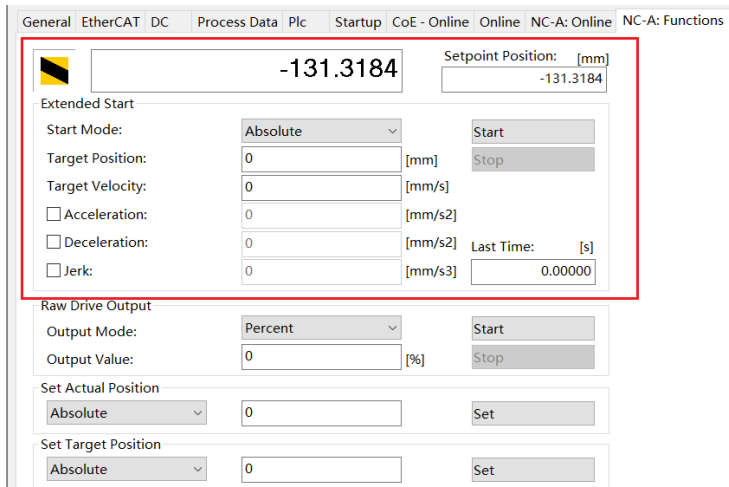 General EtherCAT DC Process Data Plc Startup CoE - Online Online NC-A: Online NC-A: Functions
-131.3184
Setpoint Position: [mm]
-131.3184
Extended Start
Start Mode: Absolute Start
Target Position: 0 [mm] Stop
Target Velocity: 0 [mm/s]
Acceleration: 0 [mm/s2]
Deceleration: 0 [mm/s2] Last Time: [s]
Jerk: 0 [mm/s3] 0.00000
Raw Drive Output
Output Mode: Percent Start
Output Value: 0 [%] Stop
Set Actual Position
Absolute 0 Set
Set Target Position
Absolute 0 Set